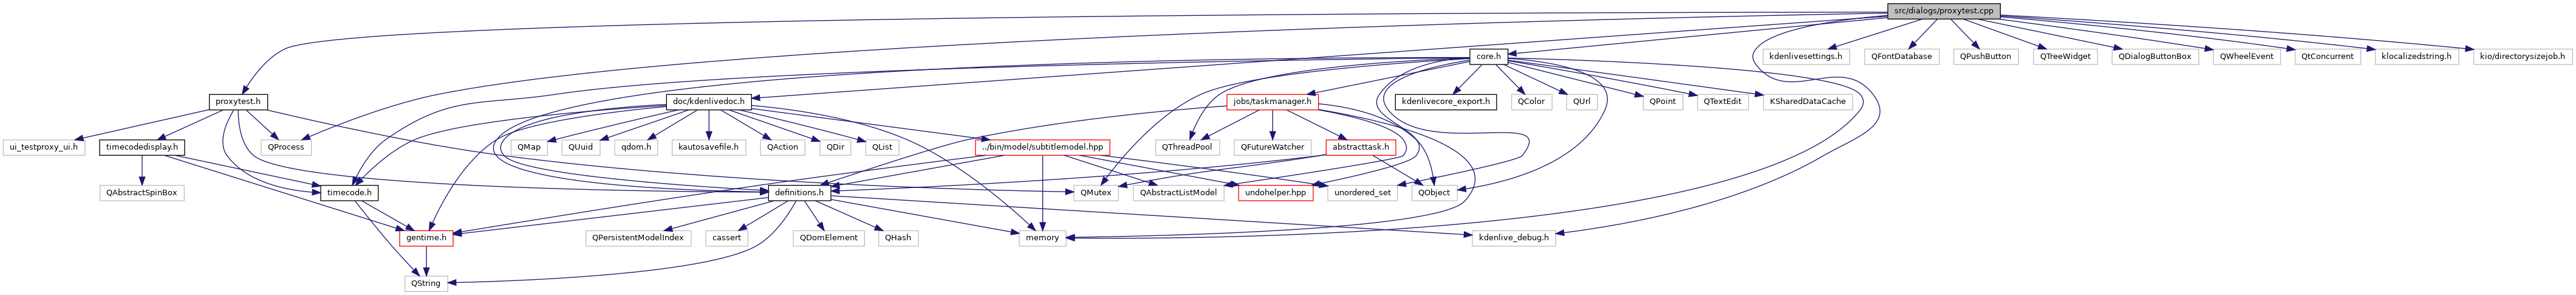 src/dialogs/proxytest.cpp
core.h
kdenlivesettings.h
QFontDatabase
QPushButton
QTreeWidget
QDialogButtonBox
QWheelEvent
QtConcurrent
klocalizedstring.h
kio/directorysizejob.h
proxytest.h
doc/kdenlivedoc.h
jobs/taskmanager.h
kdenlivecore_export.h
QColor
QUrl
QPoint
QTextEdit
KSharedDataCache
ui_testproxy_ui.h
timecodedisplay.h
QProcess
QMap
QUuid
qdom.h
kautosavefile.h
QAction
QDir
QList
../bin/model/subtitlemodel.hpp
QThreadPool
QFutureWatcher
abstracttask.h
QAbstractSpinBox
timecode.h
definitions.h
QMutex
QAbstractListModel
undohelper.hpp
unordered_set
QObject
gentime.h
QPersistentModelIndex
cassert
QDomElement
QHash
memory
kdenlive_debug.h
QString